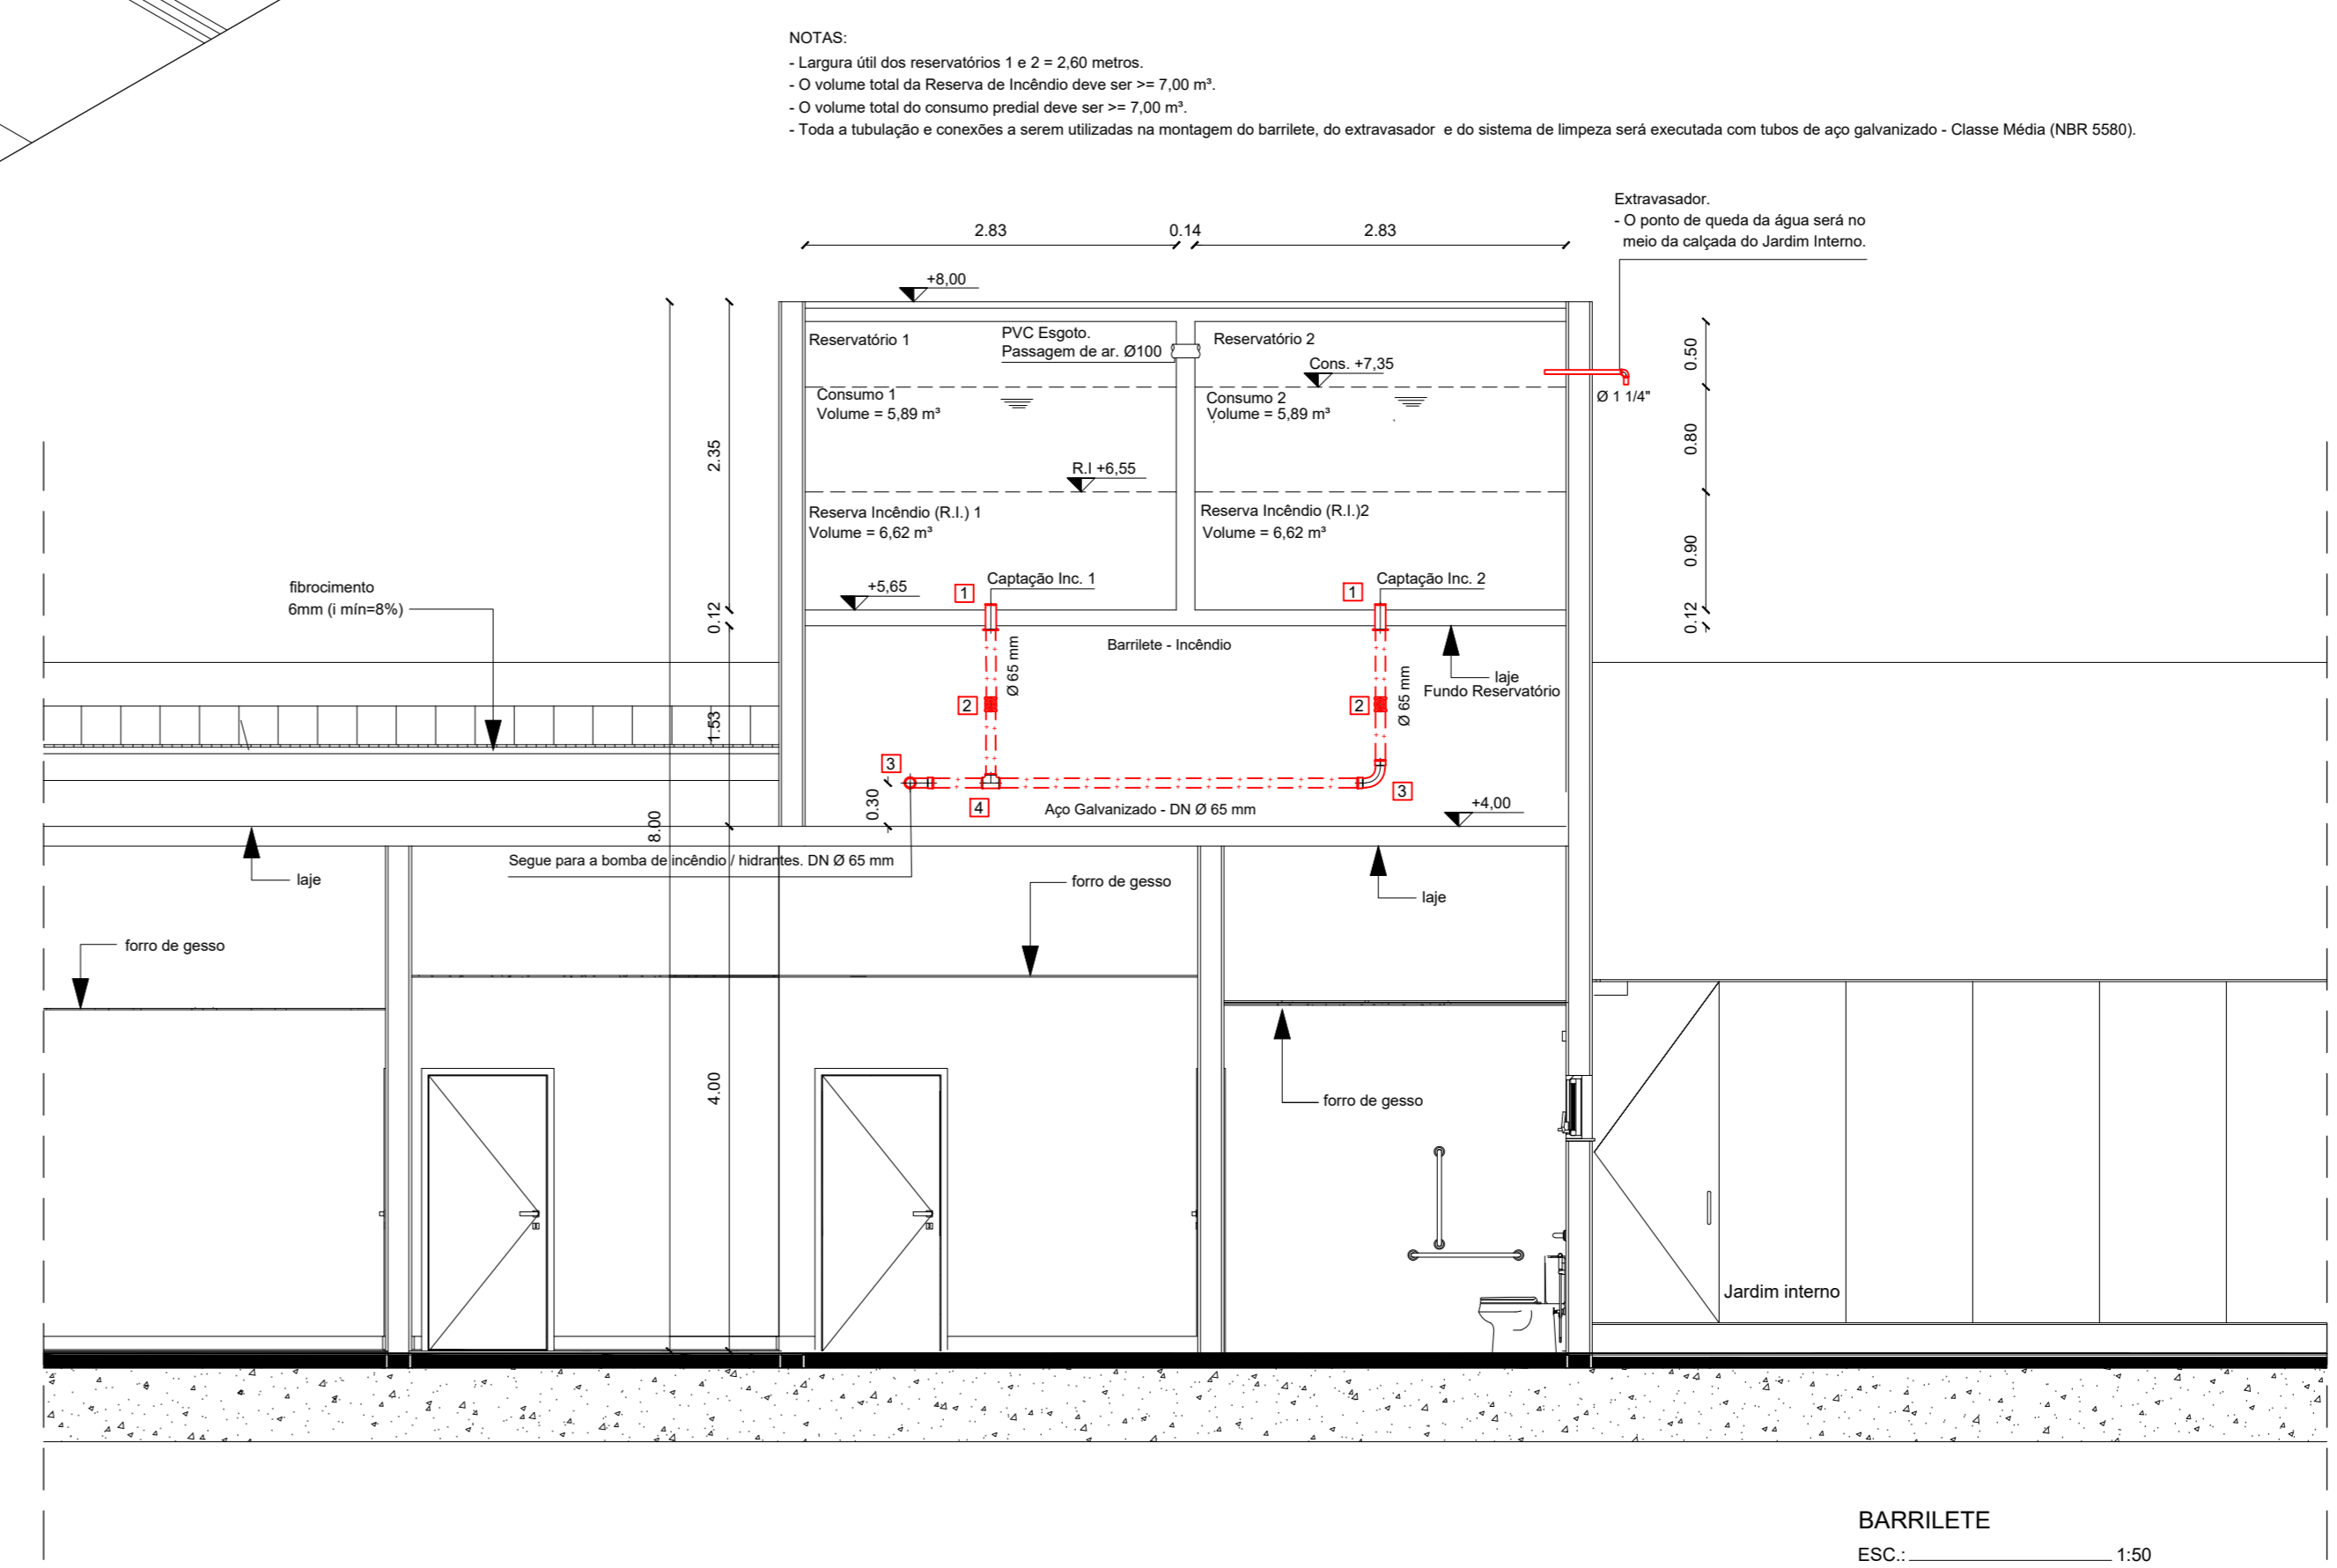 NOTAS:
- Largura útil dos reservatórios 1 e 2 = 2,60 metros.
- O volume total da Reserva de Incêndio deve ser >= 7,00 m³.
- O volume total do consumo predial deve ser >= 7,00 m³.
- Toda a tubulação e conexões a serem utilizadas na montagem do barrilete, do extravasador e do sistema de limpeza será executada com tubos de aço galvanizado - Classe Média (NBR 5580).
Extravasador.
- O ponto de queda da água será no
meio da calçada do Jardim Interno.
2.83
0.14
2.83
+8,00
Reservatório 1
PVC Esgoto.
Passagem de ar. Ø100
Reservatório 2
Cons. +7,35
Ø 1 1/4"
0.50
0.80
0.90
0.12
Consumo 1
Volume = 5,89 m³
Consumo 2
Volume = 5,89 m³
2.35
R.I +6,55
Reserva Incêndio (R.I.) 1
Volume = 6,62 m³
Reserva Incêndio (R.I.)2
Volume = 6,62 m³
fibrocimento
6mm (i mín=8%)
0.12
+5,65
1
Captação Inc. 1
1
Captação Inc. 2
Barrilete - Incêndio
Ø 65 mm
Ø 65 mm
laje
Fundo Reservatório
2
2
1.53
3
3
4
0.30
Aço Galvanizado - DN Ø 65 mm
+4,00
8.00
Segue para a bomba de incêndio / hidrantes. DN Ø 65 mm
laje
forro de gesso
laje
forro de gesso
4.00
forro de gesso
Jardim interno
BARRILETE
ESC.: 1:50